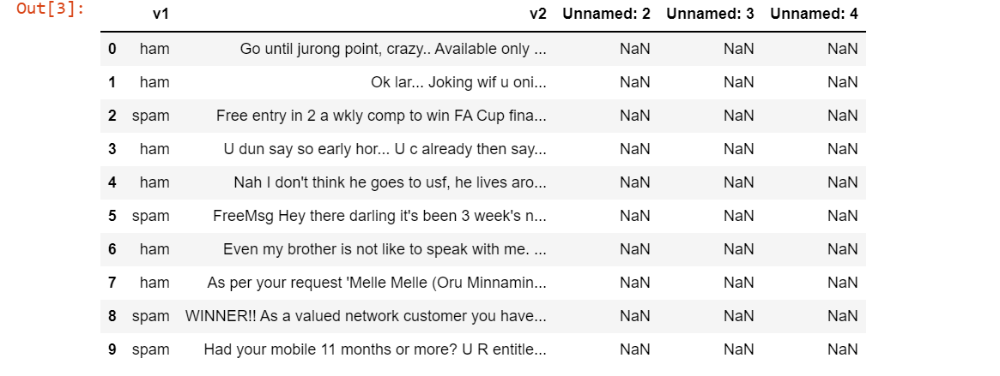 Out[3]:
v1 v2 Unnamed: 2 Unnamed: 3 Unnamed: 4
0 ham Go until jurong point, crazy.. Available only ... NaN NaN NaN
1 ham Ok lar... Joking wif u oni... NaN NaN NaN
2 spam Free entry in 2 a wkly comp to win FA Cup fina... NaN NaN NaN
3 ham U dun say so early hor... U c already then say... NaN NaN NaN
4 ham Nah I don't think he goes to usf, he lives aro... NaN NaN NaN
5 spam FreeMsg Hey there darling it's been 3 week's n... NaN NaN NaN
6 ham Even my brother is not like to speak with me. ... NaN NaN NaN
7 ham As per your request 'Melle Melle (Oru Minnamin... NaN NaN NaN
8 spam WINNER!! As a valued network customer you have... NaN NaN NaN
9 spam Had your mobile 11 months or more? U R entitle... NaN NaN NaN